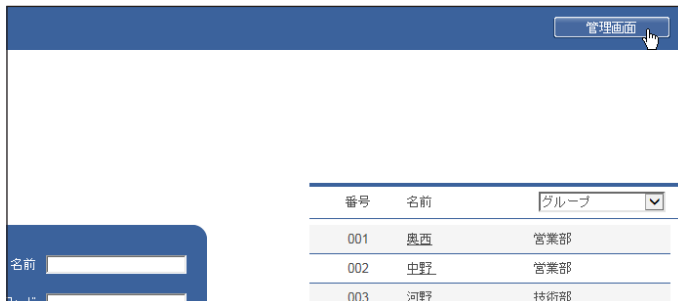 管理画面
番号 名前 グループ
001 奥西 営業部
名前
002 中野 営業部
003 河野 技術部